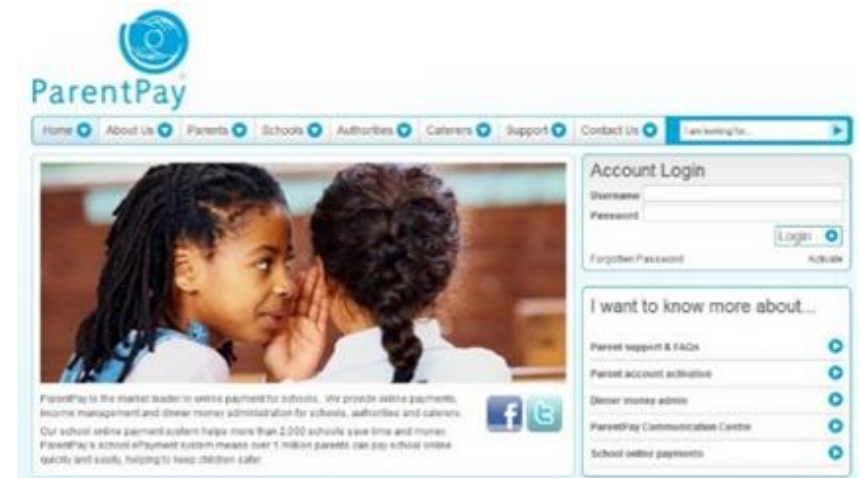 ParentPay
Home About Us Parents Schools Authorities Caterers Support Contact Us I am looking for...
Account Login
Username
Password
Login
Forgotten Password Activate
I want to know more about...
Parent support & FAQs
Parent account activation
Dinner money admin
ParentPay Communication Centre
School online payments
ParentPay is the market leader in online payment for schools. We provide online payments,
income management and dinner money administration for schools, authorities and caterers.
Our school online payment system helps more than 2,000 schools save time and money.
ParentPay's school ePayment system means over 1 million parents can pay school online
quickly and easily, helping to keep children safer.